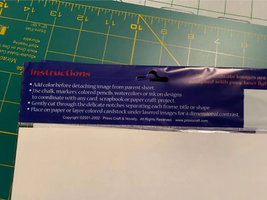 Instructions
• Add color before detaching image from parent sheet.
• Use chalk, markers, colored pencils, watercolors or ink on designs
to coordinate with any card, scrapbook or paper craft project.
• Gently cut through the delicate notches separating each frame, title or shape.
• Place on paper or layer colored cardstock under layered images for a dimensional contrast.
Copyright ©2001-2002 Provo Craft & Novelty. All Rights Reserved. www.provocraft.com